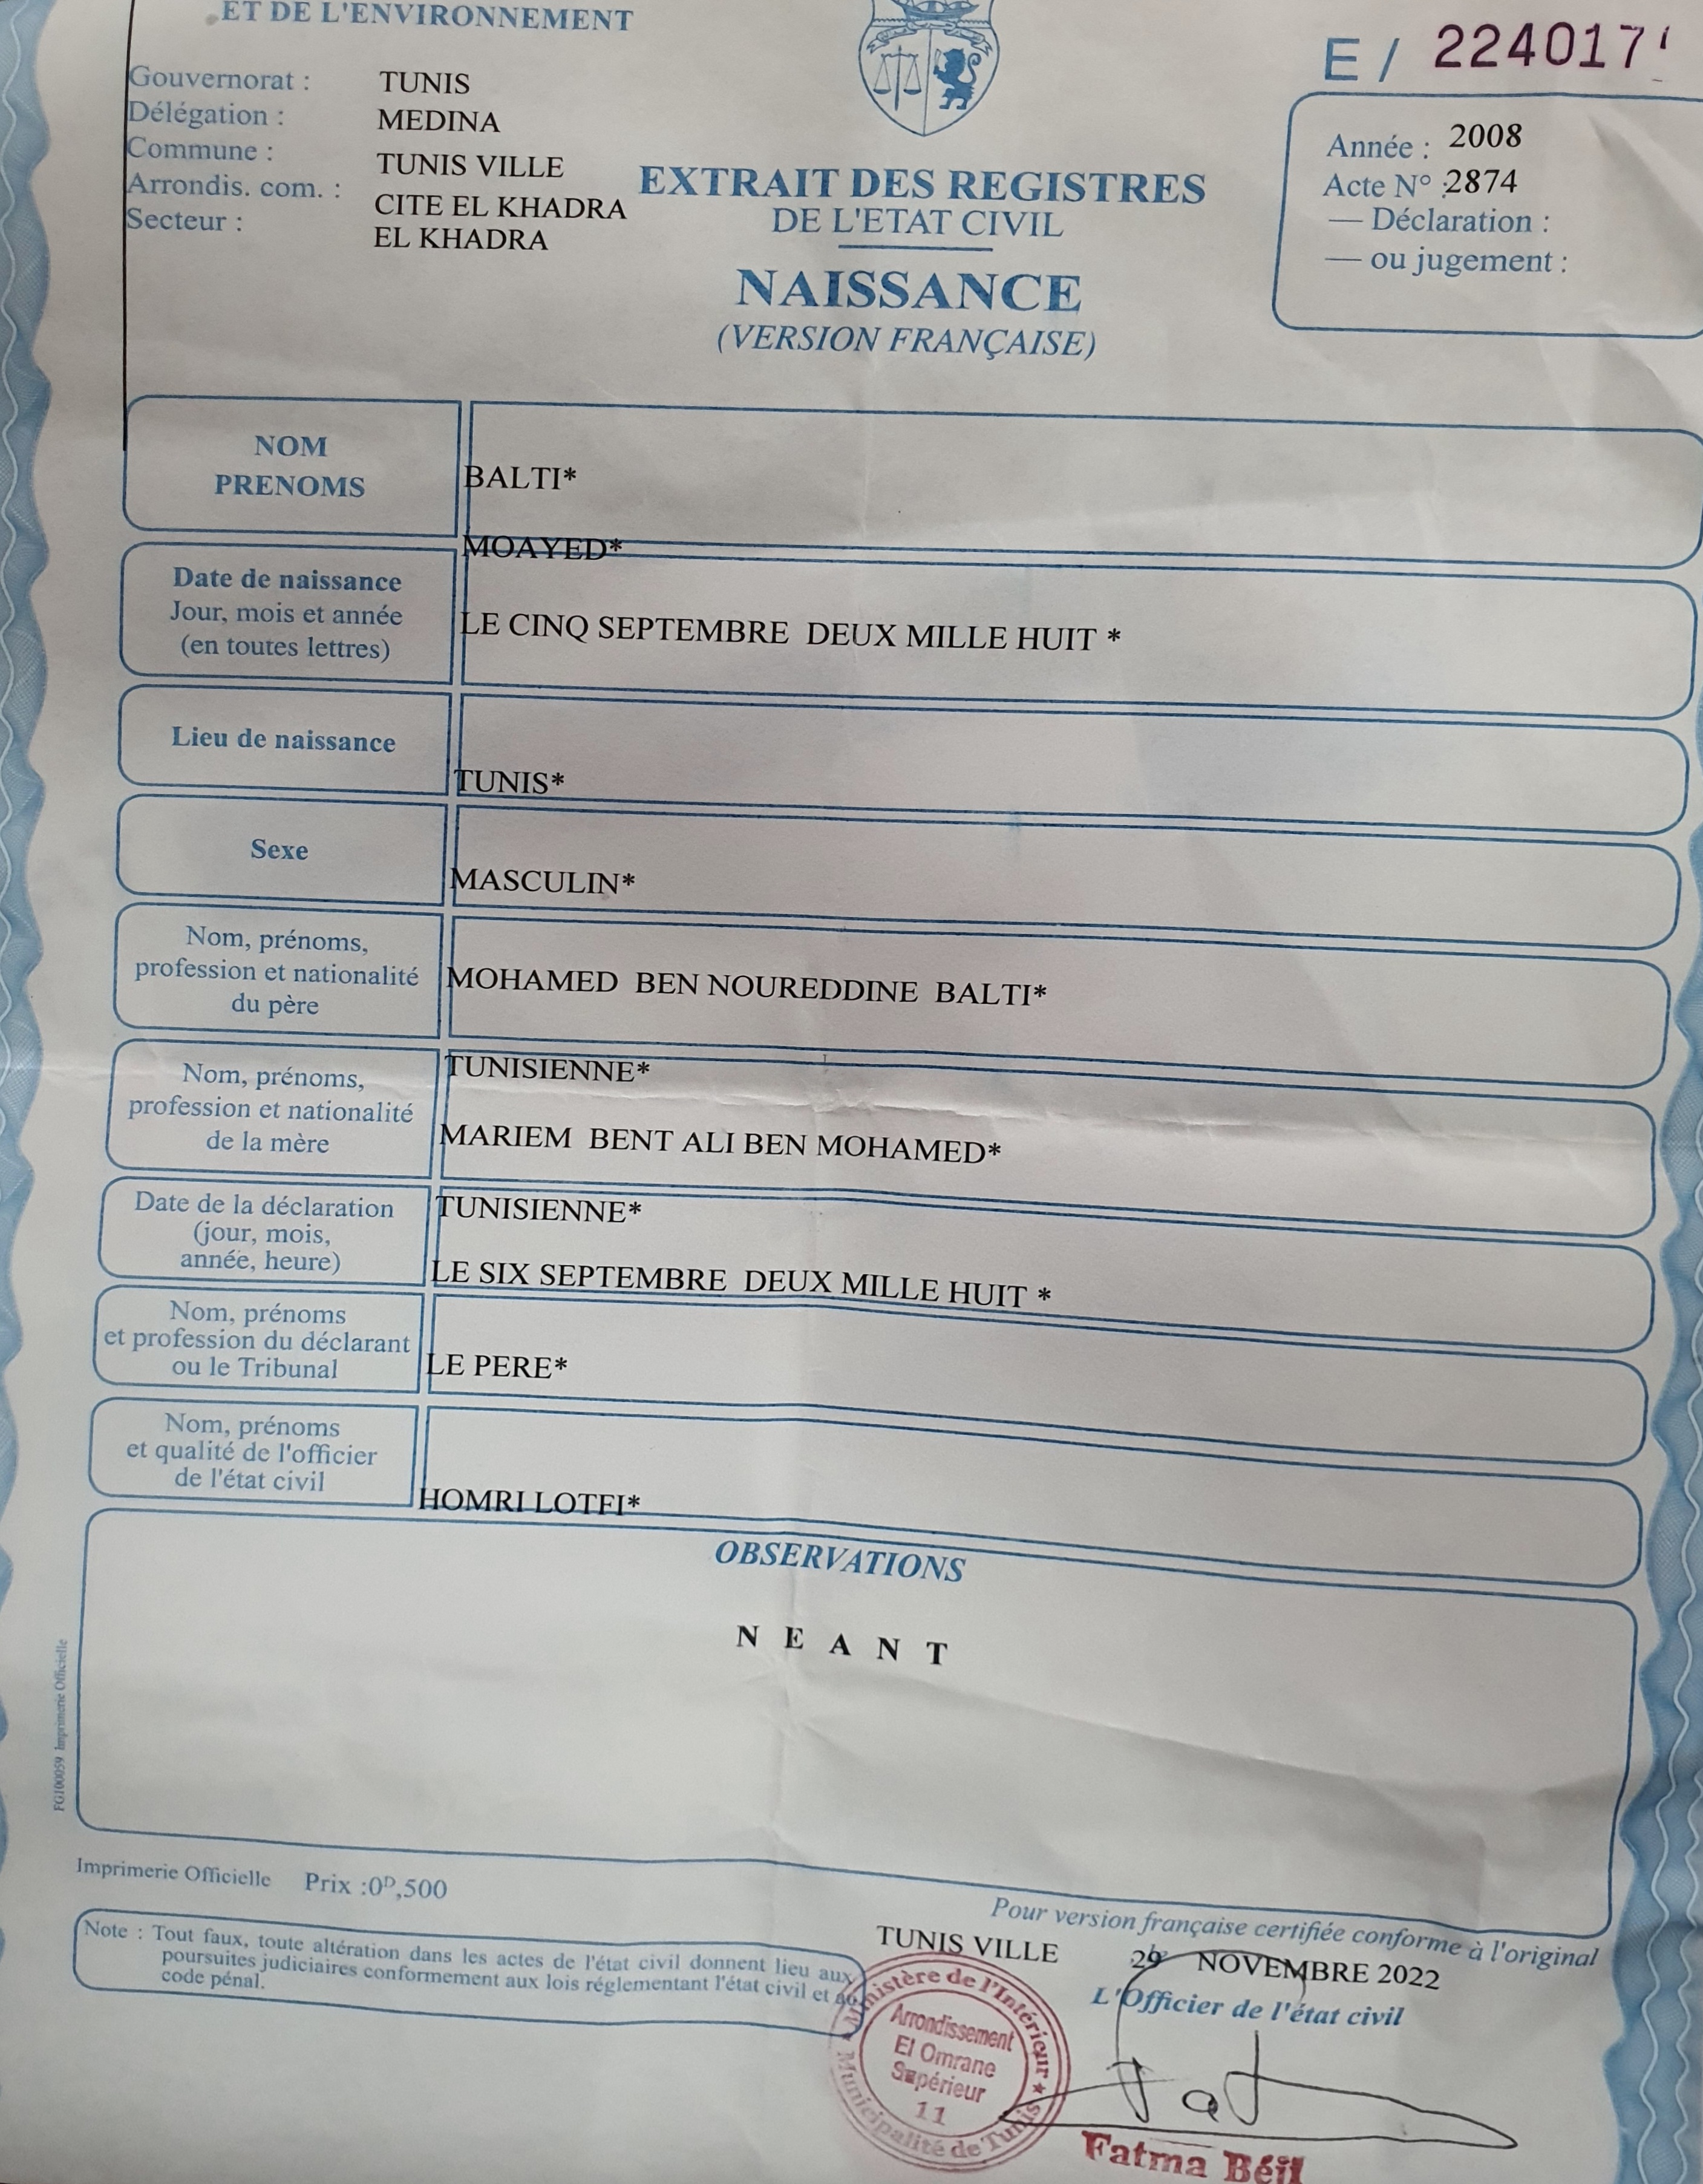 ET DE L'ENVIRONNEMENT
E / 224017
Gouvernorat : TUNIS
Délégation : MEDINA
Commune : TUNIS VILLE
Arrondis. com. : CITE EL KHADRA
Secteur : EL KHADRA
EXTRAIT DES REGISTRES
DE L'ETAT CIVIL
NAISSANCE
(VERSION FRANÇAISE)
Année : 2008
Acte N° : 2874
— Déclaration :
— ou jugement :
NOM
PRENOMS
BALTI*
MOAYED*
Date de naissance
Jour, mois et année
(en toutes lettres)
LE CINQ SEPTEMBRE DEUX MILLE HUIT *
Lieu de naissance
TUNIS*
Sexe
MASCULIN*
Nom, prénoms,
profession et nationalité
du père
MOHAMED BEN NOUREDDINE BALTI*
TUNISIENNE*
Nom, prénoms,
profession et nationalité
de la mère
MARIEM BENT ALI BEN MOHAMED*
TUNISIENNE*
Date de la déclaration
(jour, mois,
année, heure)
LE SIX SEPTEMBRE DEUX MILLE HUIT *
Nom, prénoms
et profession du déclarant
ou le Tribunal
LE PERE*
Nom, prénoms
et qualité de l'officier
de l'état civil
HOMRI LOTFI*
OBSERVATIONS
N E A N T
FG100059 Imprimerie Officielle
Imprimerie Officielle Prix :0D,500
Note : Tout faux, toute altération dans les actes de l'état civil donnent lieu aux
poursuites judiciaires conformement aux lois réglementant l'état civil et au
code pénal.
Pour version française certifiée conforme à l'original
TUNIS VILLE NOVEMBRE 2022
L'Officier de l'état civil
Ministère de l'Intérieur
Arrondissement
El Omrane
Supérieur
11
Municipalité de Tunis
Fatma Béji